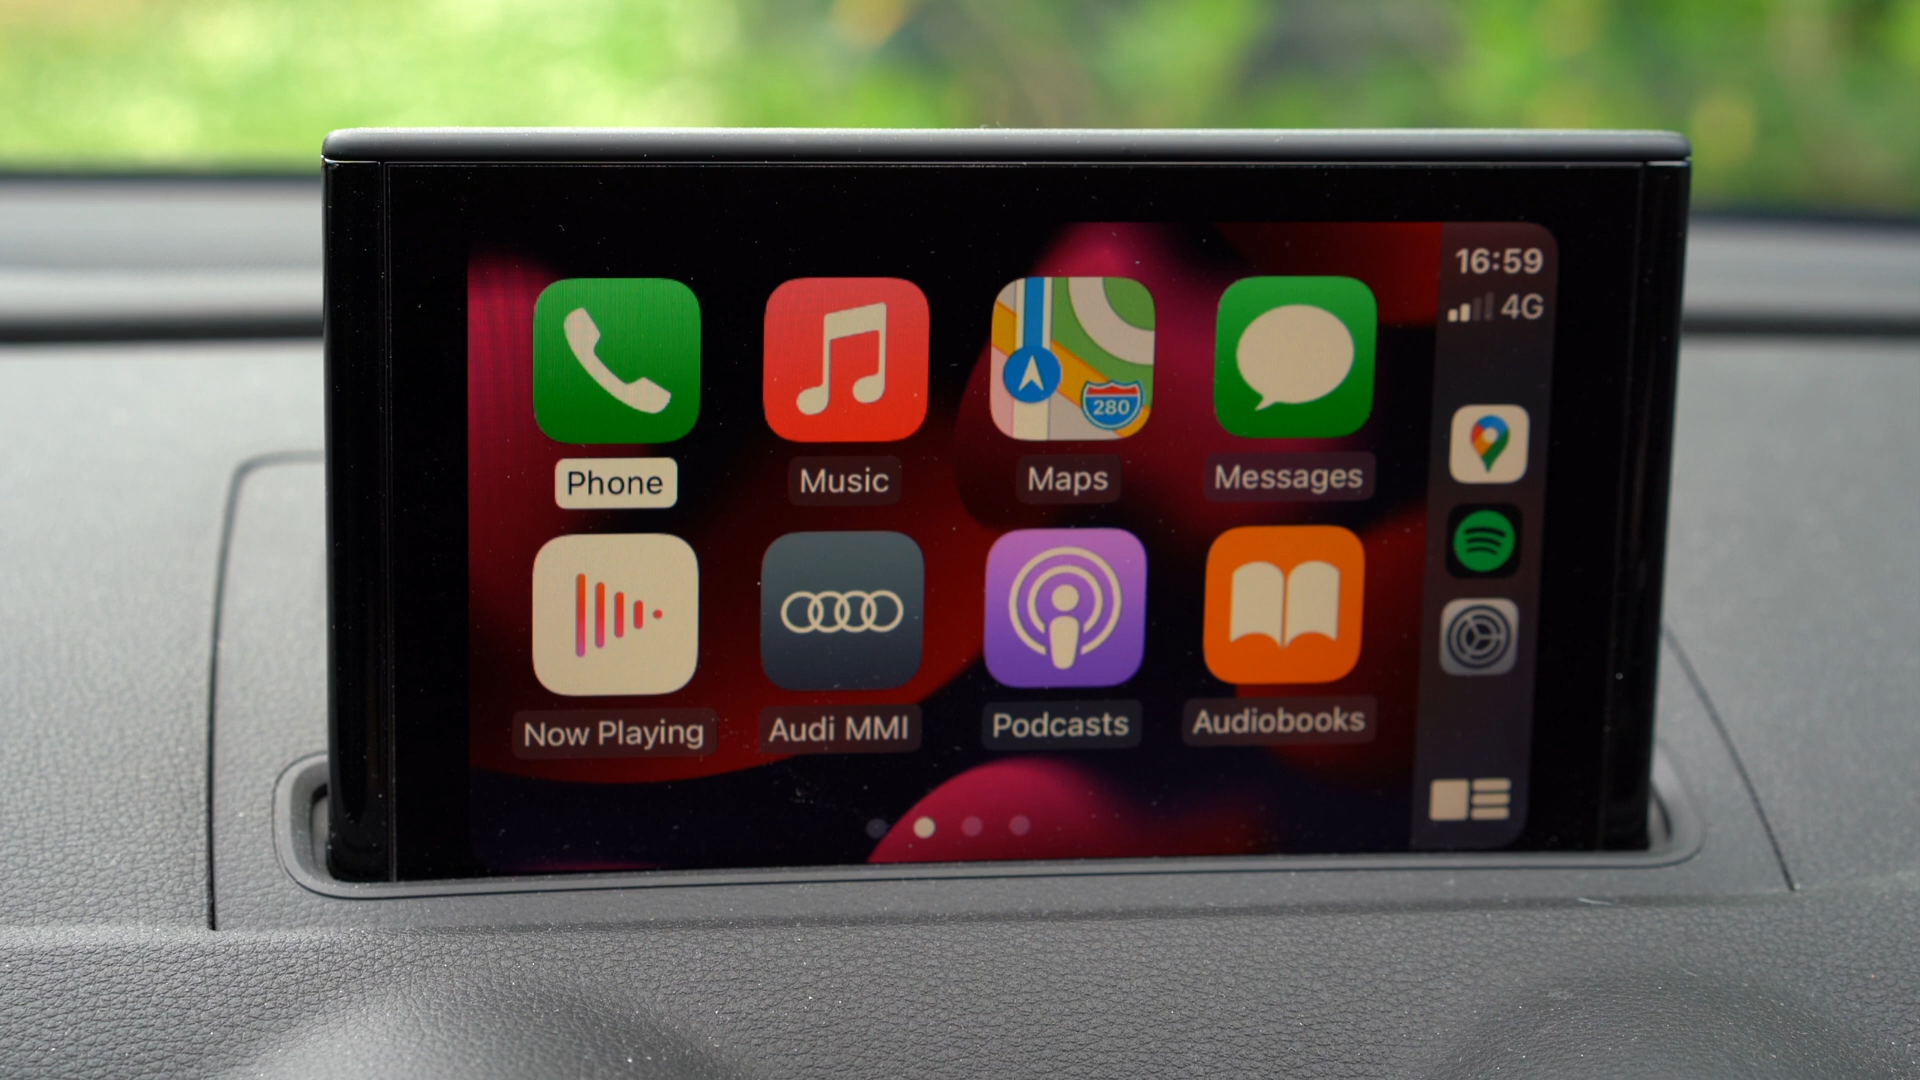 16:59
4G
280
Phone
Music
Maps
Messages
Now Playing
Audi MMI
Podcasts
Audiobooks